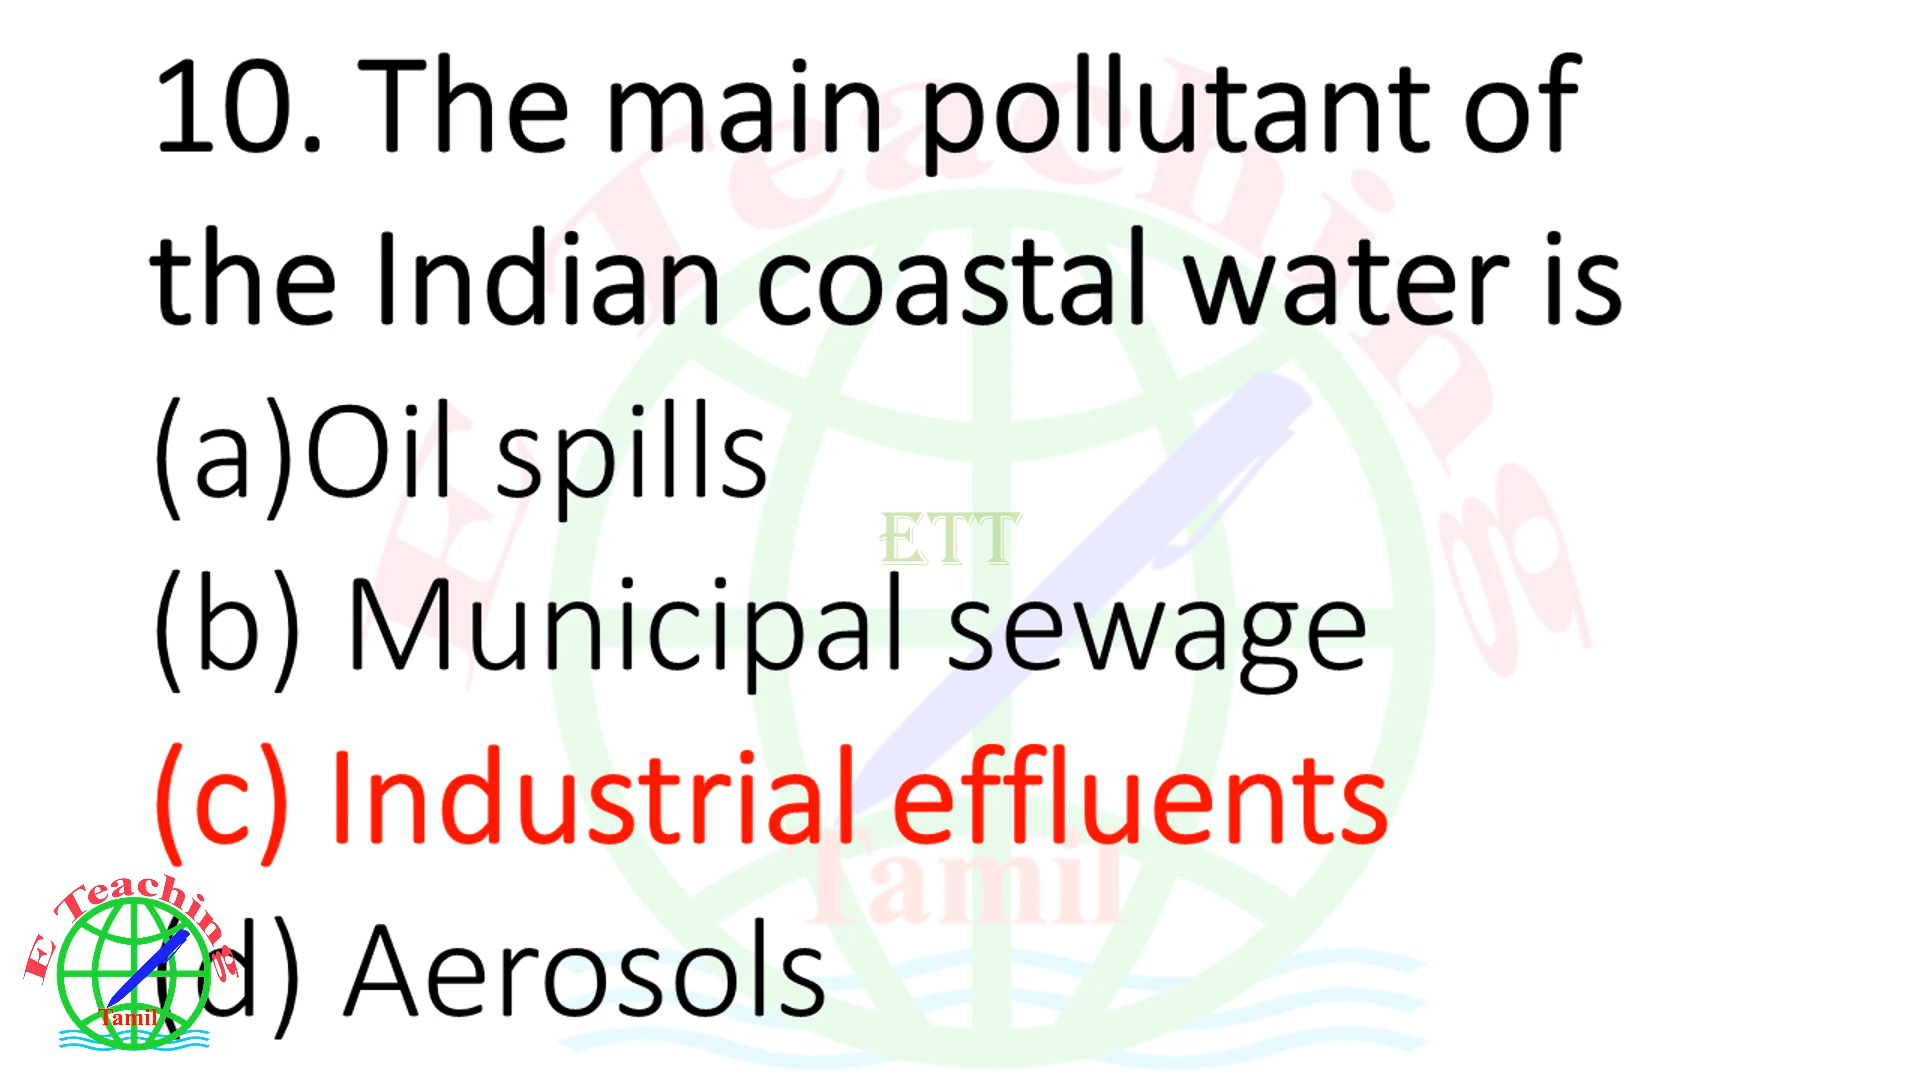 10. The main pollutant of
the Indian coastal water is
(a)Oil spills
ETT
(b) Municipal sewage
(c) Industrial effluents
(d) Aerosols
E Teaching
Tamil
E Teaching
Tamil